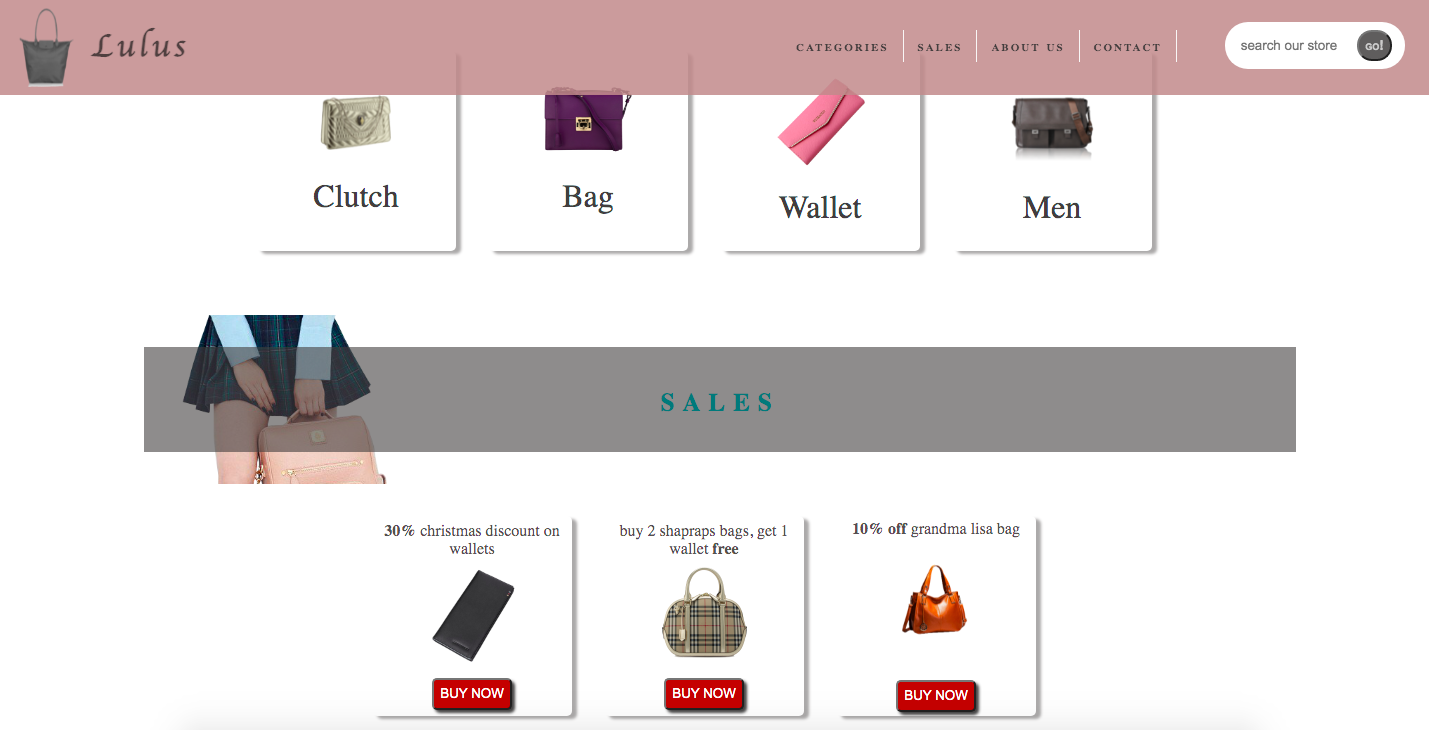 Lulus
CATEGORIES
SALES
ABOUT US
CONTACT
search our store
GO!
Clutch
Bag
Wallet
Men
SALES
30% christmas discount on
wallets
buy 2 shapraps bags, get 1
wallet free
10% off grandma lisa bag
BUY NOW
BUY NOW
BUY NOW